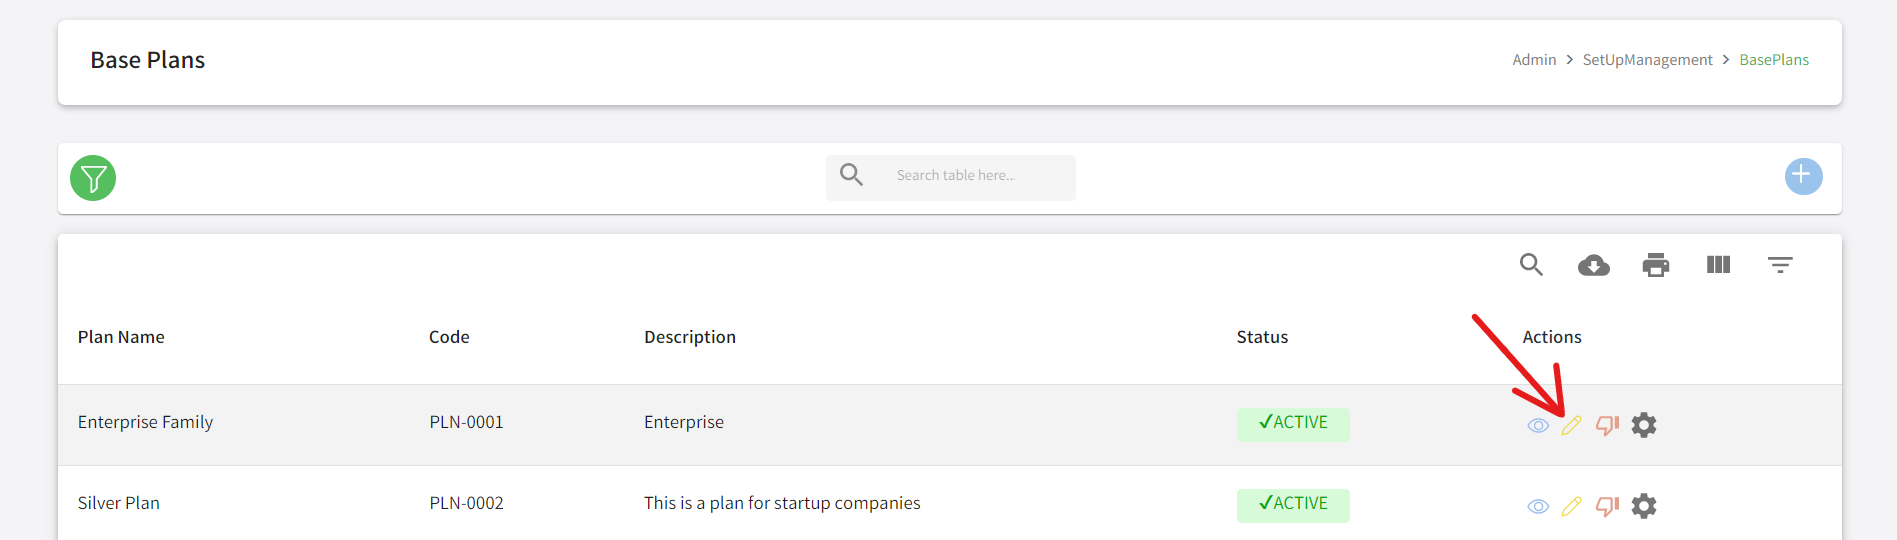 Base Plans
Admin > SetUpManagement > BasePlans
Search table here...
Plan Name Code Description Status Actions
Enterprise Family PLN-0001 Enterprise ✓ACTIVE
Silver Plan PLN-0002 This is a plan for startup companies ✓ACTIVE